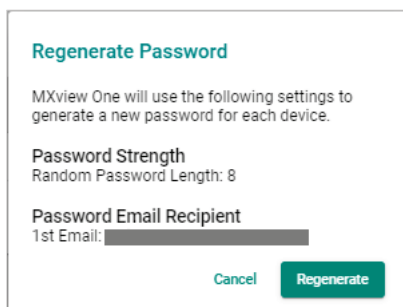 Regenerate Password
MXview One will use the following settings to
generate a new password for each device.
Password Strength
Random Password Length: 8
Password Email Recipient
1st Email:
Cancel
Regenerate